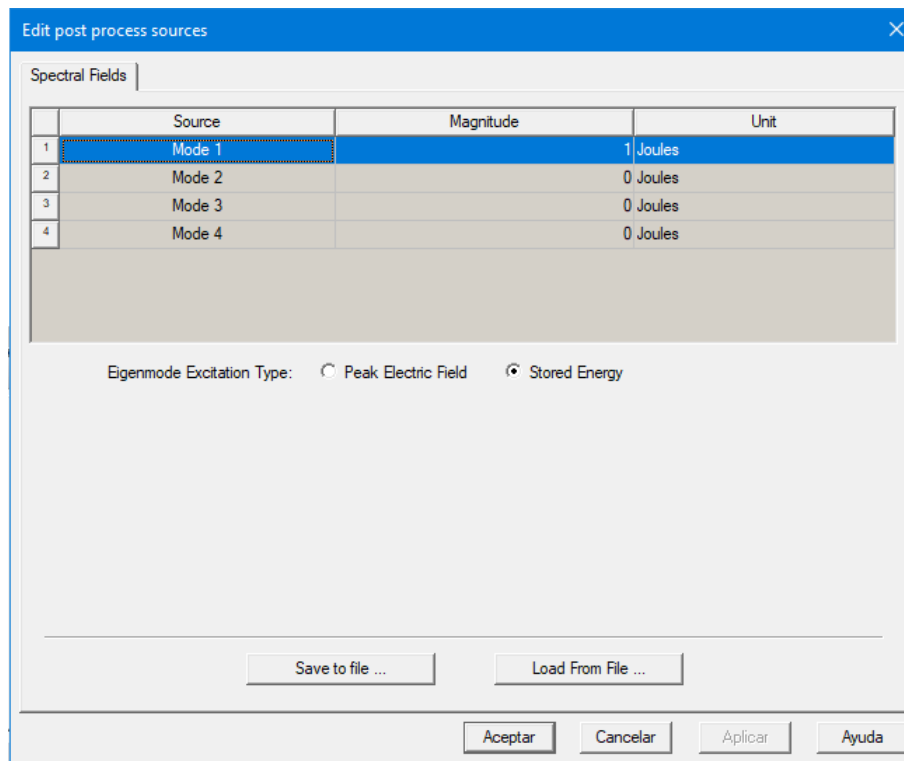 Edit post process sources
Spectral Fields
Source Magnitude Unit
1 Mode 1 1 Joules
2 Mode 2 0 Joules
3 Mode 3 0 Joules
4 Mode 4 0 Joules
Eigenmode Excitation Type: Peak Electric Field Stored Energy
Save to file ... Load From File ...
Aceptar Cancelar Aplicar Ayuda